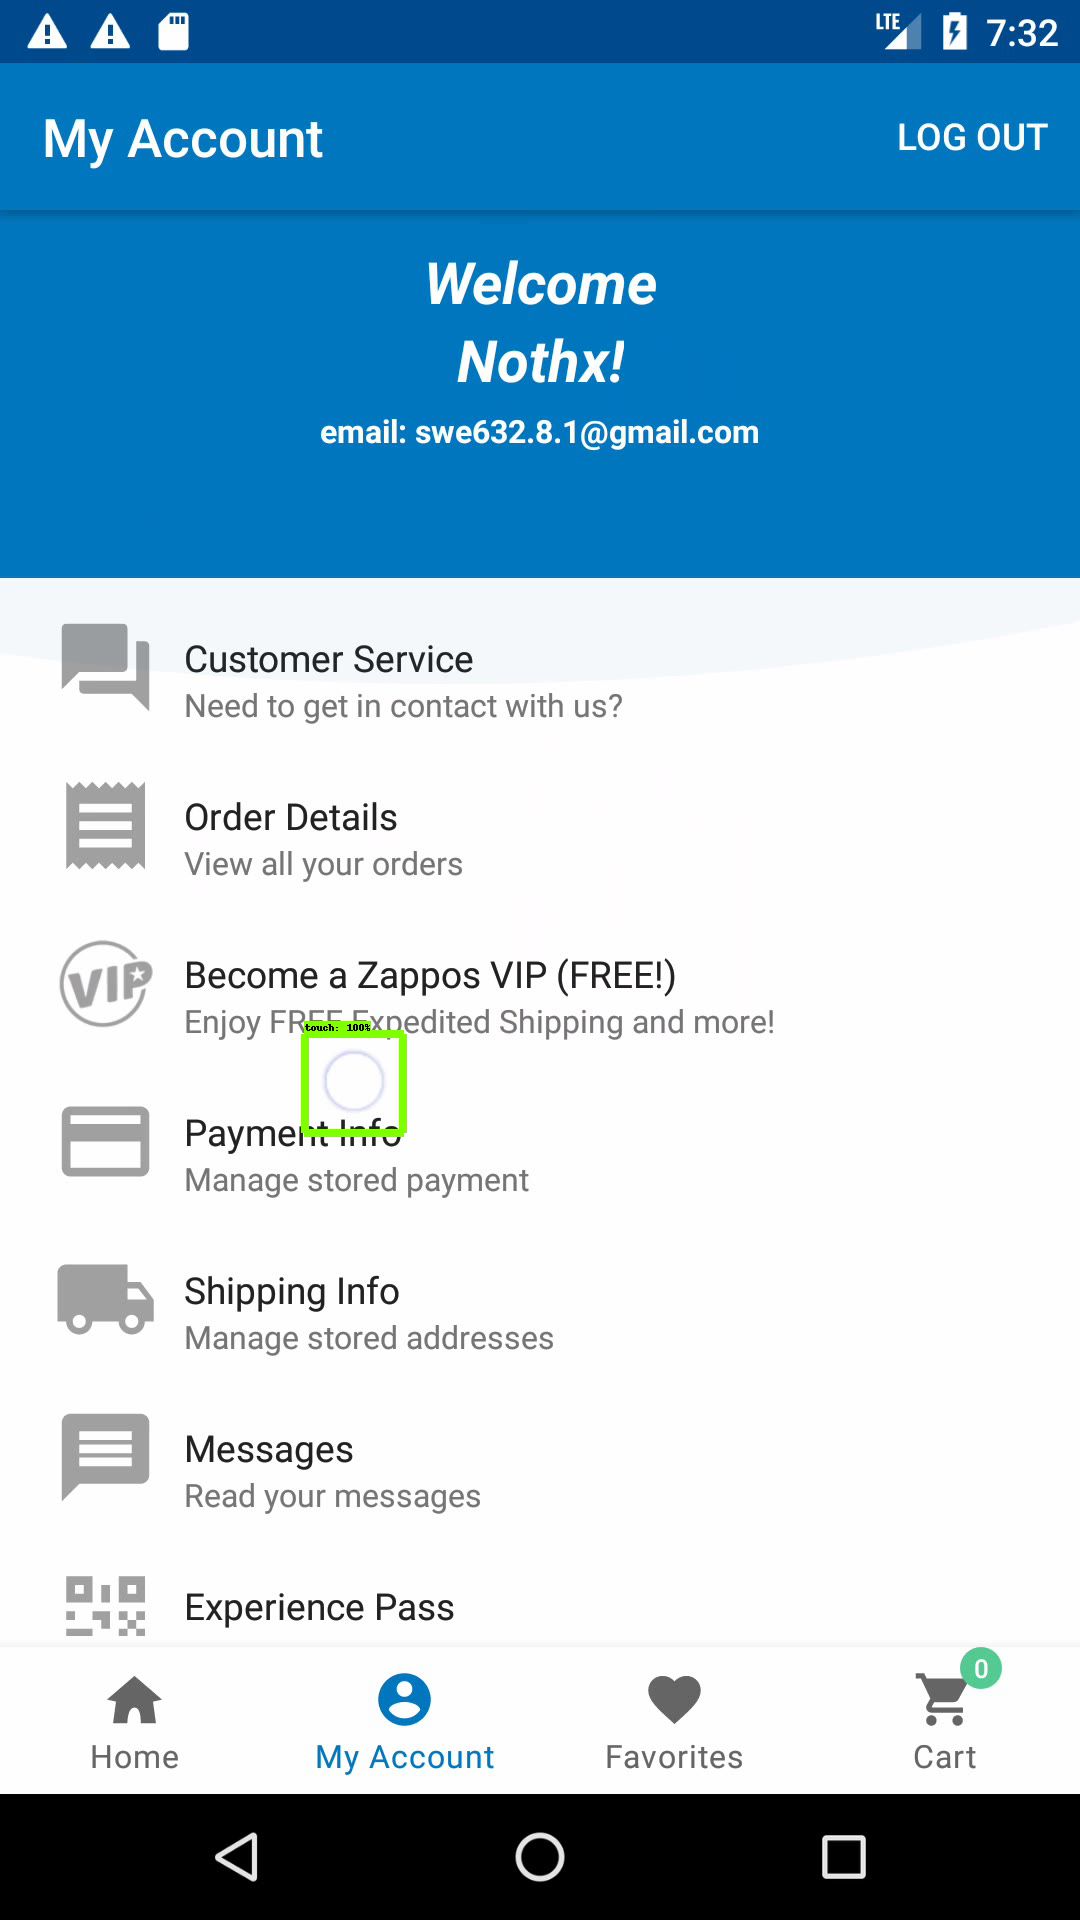 LTE 7:32
My Account
LOG OUT
Welcome
Nothx!
email: swe632.8.1@gmail.com
Customer Service
Need to get in contact with us?
Order Details
View all your orders
VIP
Become a Zappos VIP (FREE!)
Enjoy FREE Expedited Shipping and more!
touch: 100%
Payment Info
Manage stored payment
Shipping Info
Manage stored addresses
Messages
Read your messages
Experience Pass
0
Home
My Account
Favorites
Cart